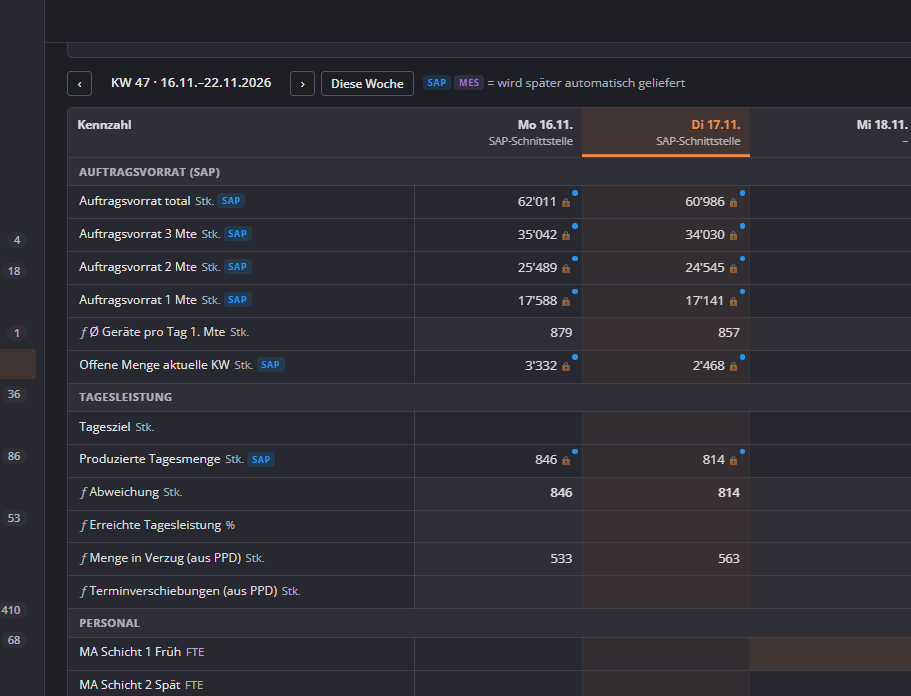 ‹ KW 47 · 16.11.–22.11.2026 › Diese Woche SAP MES = wird später automatisch geliefert
Kennzahl Mo 16.11. Di 17.11. Mi 18.11.
SAP-Schnittstelle SAP-Schnittstelle –
AUFTRAGSVORRAT (SAP)
Auftragsvorrat total Stk. SAP 62'011 60'986
4
Auftragsvorrat 3 Mte Stk. SAP 35'042 34'030
18
Auftragsvorrat 2 Mte Stk. SAP 25'489 24'545
Auftragsvorrat 1 Mte Stk. SAP 17'588 17'141
1
ƒ Ø Geräte pro Tag 1. Mte Stk. 879 857
Offene Menge aktuelle KW Stk. SAP 3'332 2'468
36
TAGESLEISTUNG
Tagesziel Stk.
86
Produzierte Tagesmenge Stk. SAP 846 814
ƒ Abweichung Stk. 846 814
53
ƒ Erreichte Tagesleistung %
ƒ Menge in Verzug (aus PPD) Stk. 533 563
ƒ Terminverschiebungen (aus PPD) Stk.
410
PERSONAL
68
MA Schicht 1 Früh FTE
MA Schicht 2 Spät FTE